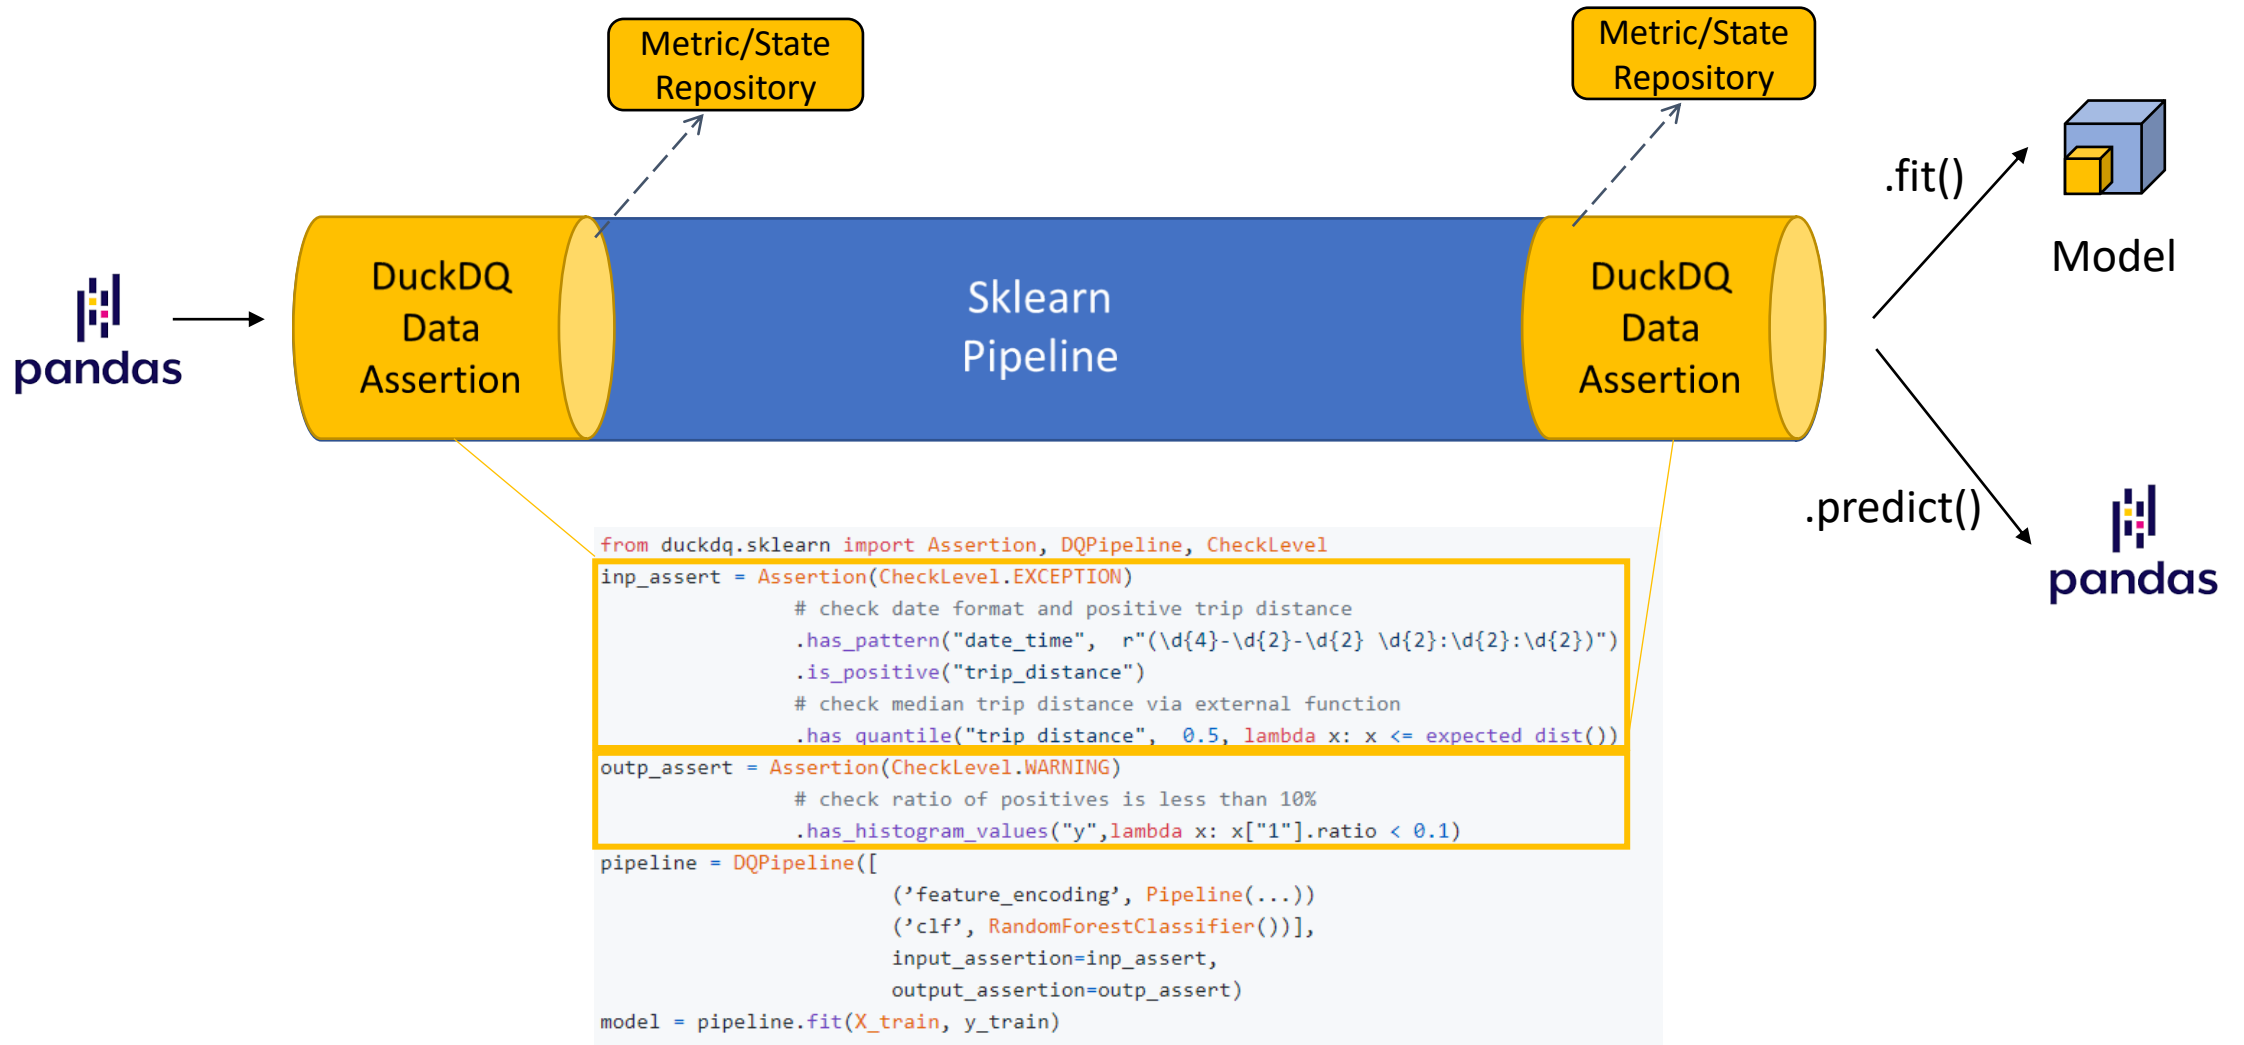 Metric/State
Repository
Metric/State
Repository
.fit()
Model
DuckDQ
Data
Assertion
Sklearn
Pipeline
DuckDQ
Data
Assertion
pandas
.predict()
pandas
from duckdq.sklearn import Assertion, DQPipeline, CheckLevel
inp_assert = Assertion(CheckLevel.EXCEPTION)
# check date format and positive trip distance
.has_pattern("date_time", r"(\d{4}-\d{2}-\d{2} \d{2}:\d{2}:\d{2})")
.is_positive("trip_distance")
# check median trip distance via external function
.has_quantile("trip_distance", 0.5, lambda x: x <= expected_dist())
outp_assert = Assertion(CheckLevel.WARNING)
# check ratio of positives is less than 10%
.has_histogram_values("y",lambda x: x["1"].ratio < 0.1)
pipeline = DQPipeline([
(’feature_encoding’, Pipeline(...))
(’clf’, RandomForestClassifier())],
input_assertion=inp_assert,
output_assertion=outp_assert)
model = pipeline.fit(X_train, y_train)